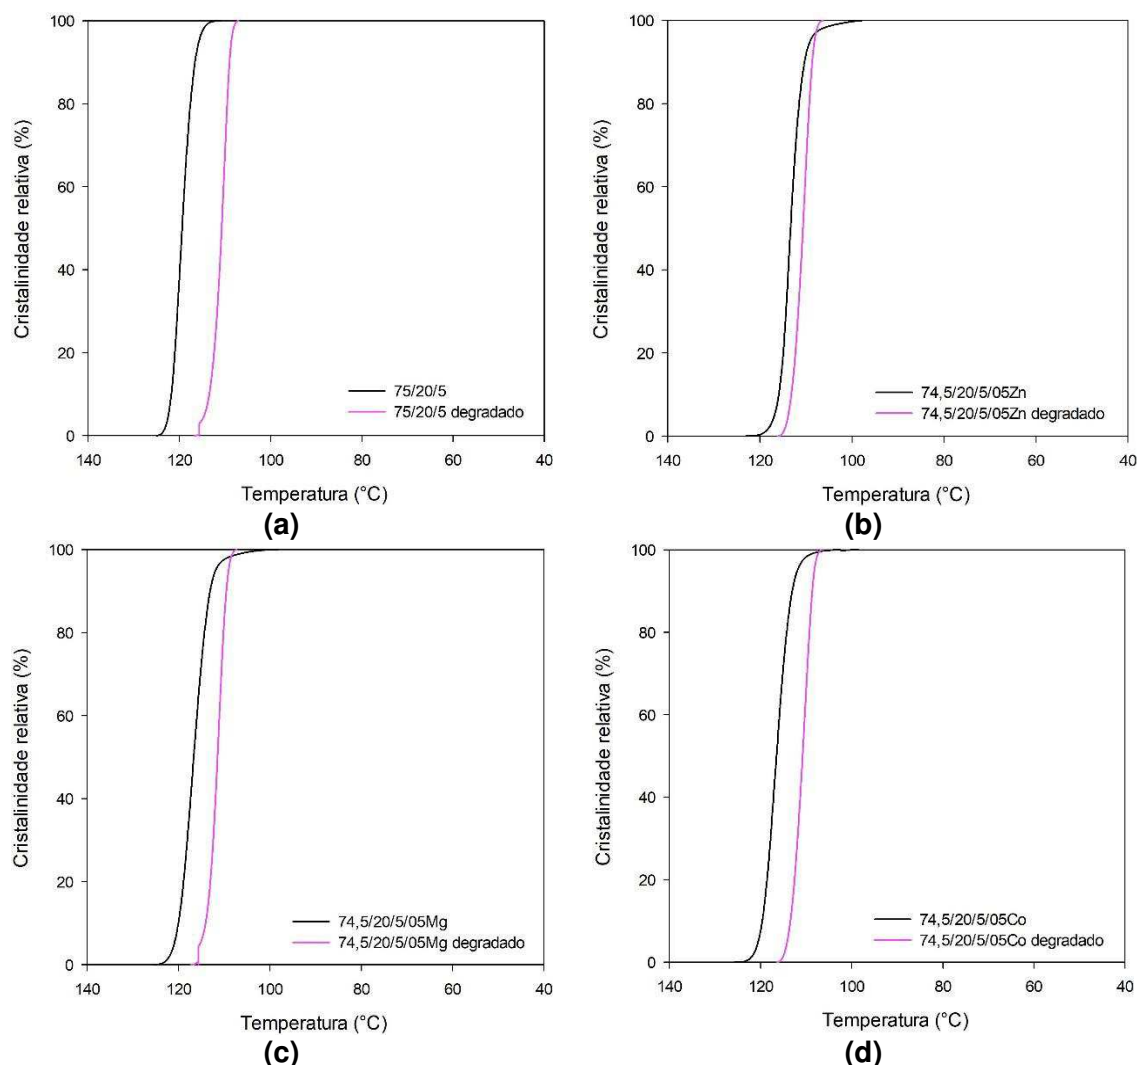 100
80
60
40
20
0
Cristalinidade relativa (%)
75/20/5
75/20/5 degradado
140 120 100 80 60 40
Temperatura (°C)
(a)
100
80
60
40
20
0
Cristalinidade relativa (%)
74,5/20/5/05Zn
74,5/20/5/05Zn degradado
140 120 100 80 60 40
Temperatura (°C)
(b)
100
80
60
40
20
0
Cristalinidade relativa (%)
74,5/20/5/05Mg
74,5/20/5/05Mg degradado
140 120 100 80 60 40
Temperatura (°C)
(c)
100
80
60
40
20
0
Cristalinidade relativa (%)
74,5/20/5/05Co
74,5/20/5/05Co degradado
140 120 100 80 60 40
Temperatura (°C)
(d)